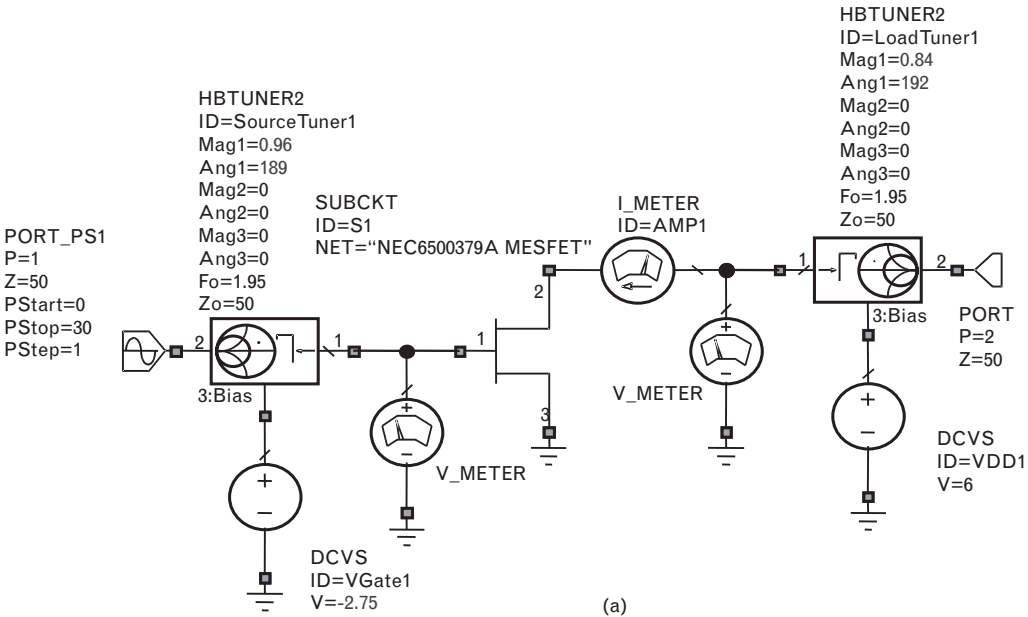 HBTUNER2
ID=LoadTuner1
Mag1=0.84
Ang1=192
Mag2=0
Ang2=0
Mag3=0
Ang3=0
Fo=1.95
Zo=50
HBTUNER2
ID=SourceTuner1
Mag1=0.96
Ang1=189
Mag2=0
Ang2=0
Mag3=0
Ang3=0
Fo=1.95
Zo=50
SUBCKT
ID=S1
NET=“NEC6500379A MESFET”
I_METER
ID=AMP1
PORT_PS1
P=1
Z=50
PStart=0
PStop=30
PStep=1
2
1
3:Bias
1
2
3
1
2
3:Bias
PORT
P=2
Z=50
+
−
V_METER
+
−
V_METER
+
−
DCVS
ID=VGate1
V=-2.75
+
−
DCVS
ID=VDD1
V=6
(a)